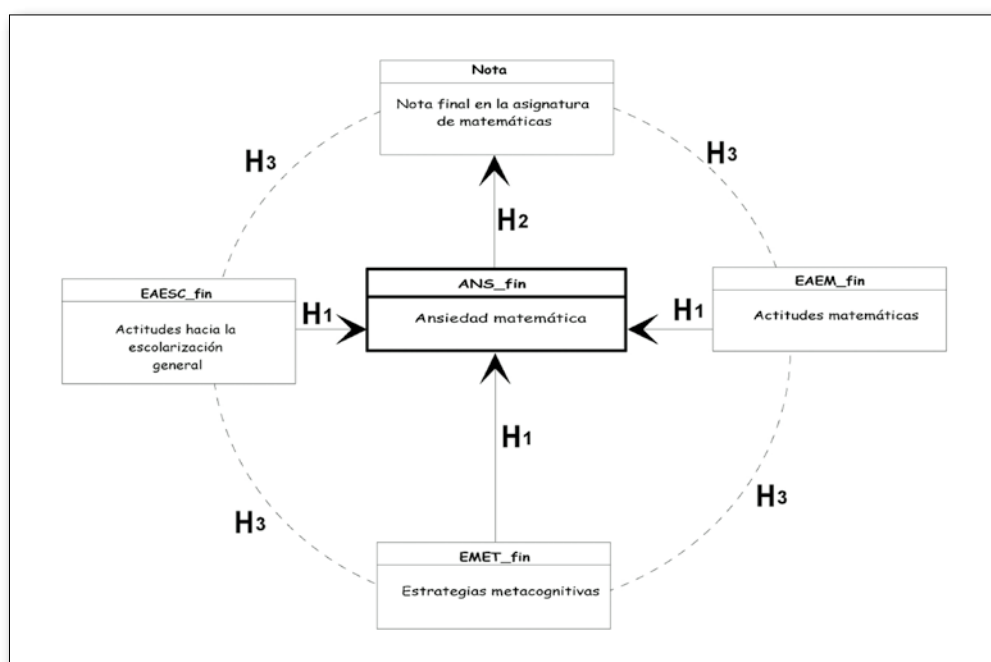 Nota
Nota final en la asignatura
de matemáticas
H3
H3
H2
EAESC_fin
Actitudes hacia la
escolarización
general
H1
ANS_fin
Ansiedad matemática
H1
EAEM_fin
Actitudes matemáticas
H1
H3
H3
EMET_fin
Estrategias metacognitivas